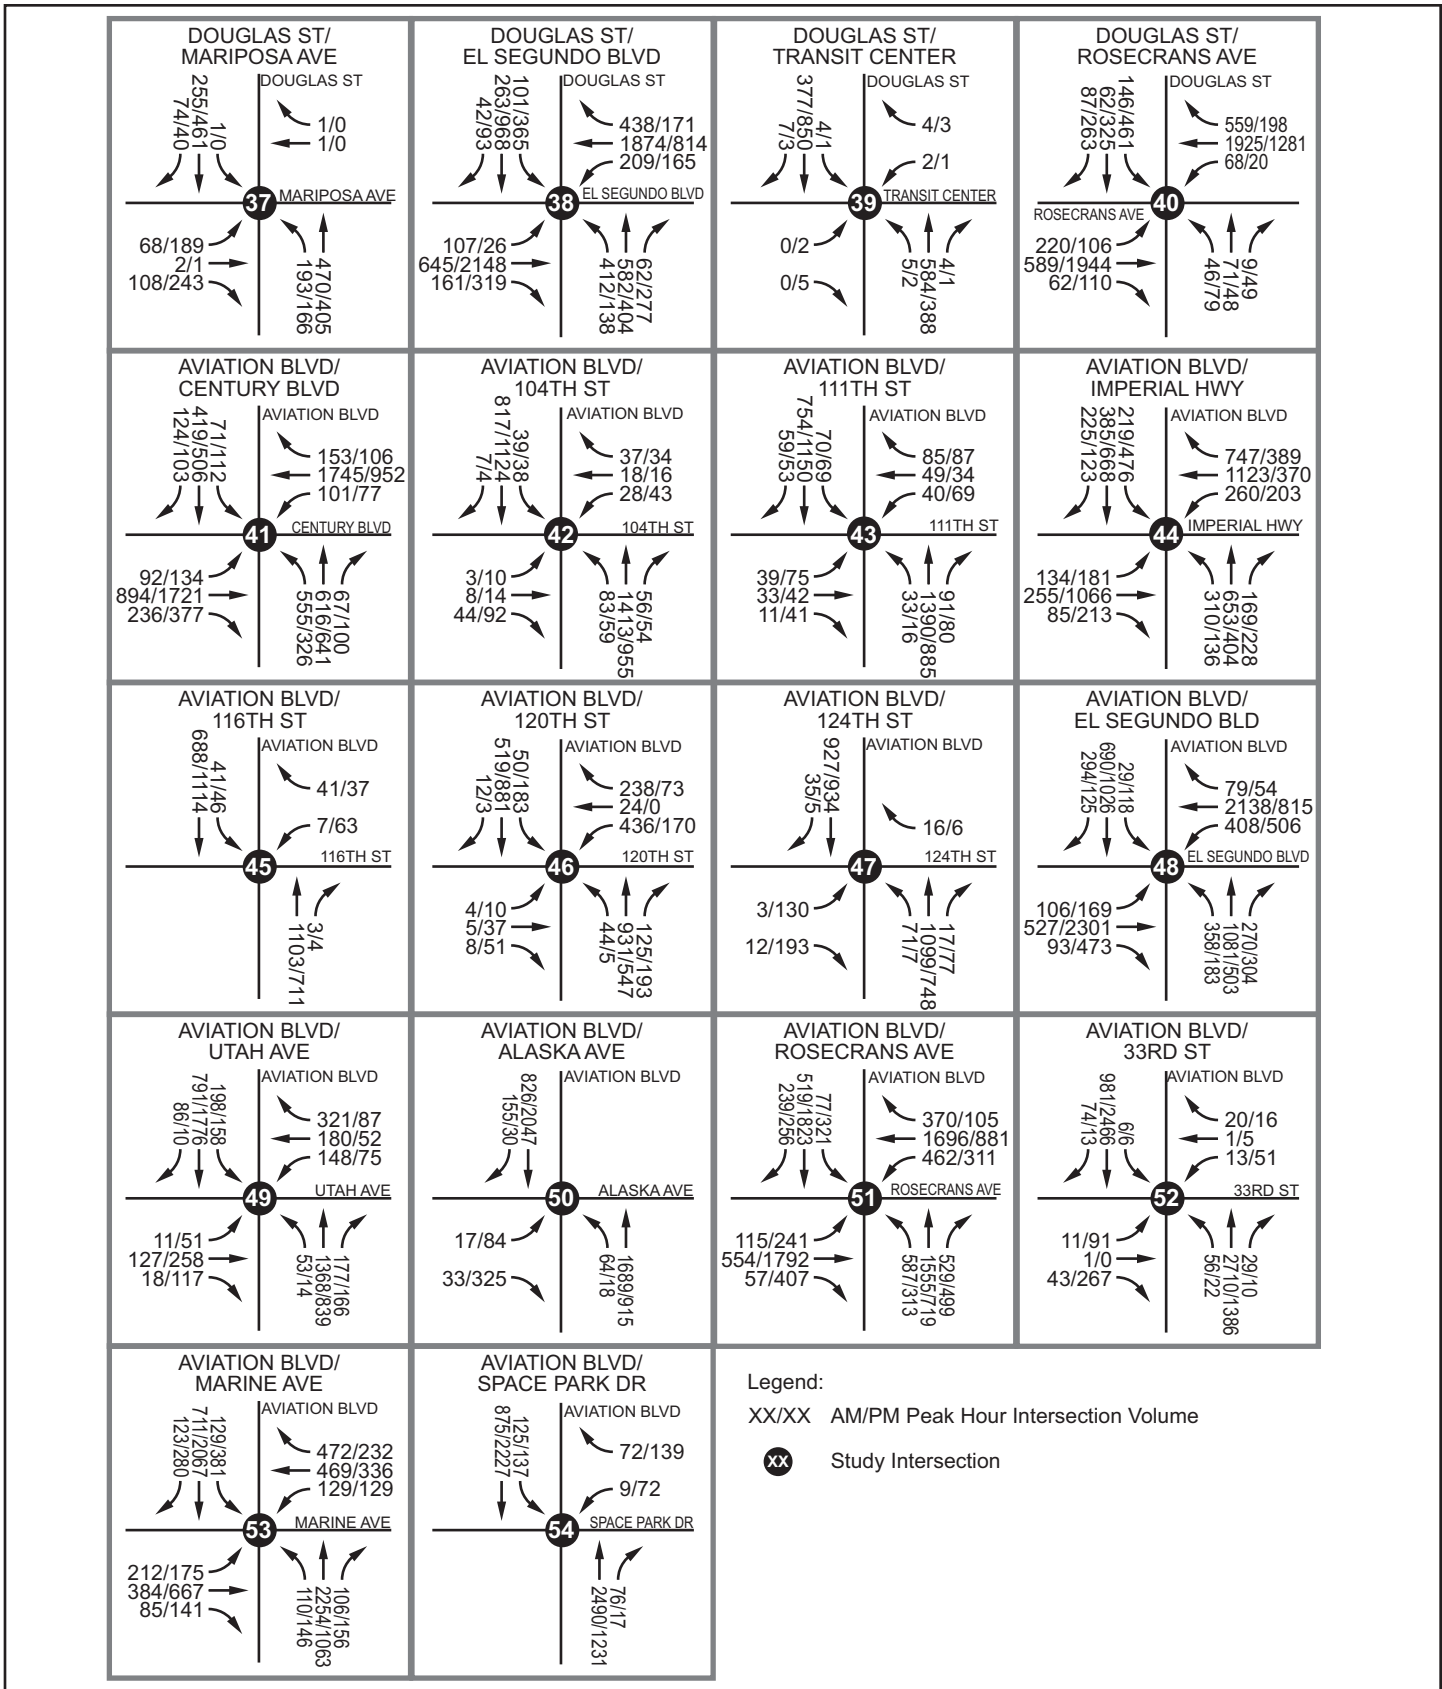 DOUGLAS ST/
MARIPOSA AVE
DOUGLAS ST
74/40
255/461
1/0
1/0
1/0
37
MARIPOSA AVE
68/189
2/1
108/243
193/166
470/405
DOUGLAS ST/
EL SEGUNDO BLVD
DOUGLAS ST
42/93
263/968
101/365
438/171
1874/814
209/165
38
EL SEGUNDO BLVD
107/26
645/2148
161/319
412/138
582/404
62/277
DOUGLAS ST/
TRANSIT CENTER
DOUGLAS ST
7/3
377/850
4/1
4/3
2/1
39
TRANSIT CENTER
0/2
0/5
5/2
584/388
4/1
DOUGLAS ST/
ROSECRANS AVE
DOUGLAS ST
87/263
62/325
146/461
559/198
1925/1281
68/20
40
ROSECRANS AVE
220/106
589/1944
62/110
46/79
71/48
9/49
AVIATION BLVD/
CENTURY BLVD
AVIATION BLVD
124/103
419/506
71/112
153/106
1745/952
101/77
41
CENTURY BLVD
92/134
894/1721
236/377
555/326
616/641
67/100
AVIATION BLVD/
104TH ST
AVIATION BLVD
7/4
817/1124
39/38
37/34
18/16
28/43
42
104TH ST
3/10
8/14
44/92
83/59
1413/955
56/54
AVIATION BLVD/
111TH ST
AVIATION BLVD
59/53
754/1150
70/69
85/87
49/34
40/69
43
111TH ST
39/75
33/42
11/41
33/16
1390/885
91/80
AVIATION BLVD/
IMPERIAL HWY
AVIATION BLVD
225/123
385/668
219/476
747/389
1123/370
260/203
44
IMPERIAL HWY
134/181
255/1066
85/213
310/136
653/404
169/228
AVIATION BLVD/
116TH ST
AVIATION BLVD
688/1114
41/46
41/37
7/63
45
116TH ST
1103/711
3/4
AVIATION BLVD/
120TH ST
AVIATION BLVD
12/3
519/881
50/183
238/73
24/0
436/170
46
120TH ST
4/10
5/37
8/51
44/5
931/547
125/193
AVIATION BLVD/
124TH ST
AVIATION BLVD
35/5
927/934
16/6
47
124TH ST
3/130
12/193
71/7
1099/748
17/77
AVIATION BLVD/
EL SEGUNDO BLD
AVIATION BLVD
294/125
690/1026
29/118
79/54
2138/815
408/506
48
EL SEGUNDO BLVD
106/169
527/2301
93/473
358/183
1081/503
270/304
AVIATION BLVD/
UTAH AVE
AVIATION BLVD
86/10
791/1776
198/158
321/87
180/52
148/75
49
UTAH AVE
11/51
127/258
18/117
53/14
1368/839
177/166
AVIATION BLVD/
ALASKA AVE
AVIATION BLVD
155/30
826/2047
50
ALASKA AVE
17/84
33/325
64/18
1689/915
AVIATION BLVD/
ROSECRANS AVE
AVIATION BLVD
239/256
519/1823
77/321
370/105
1696/881
462/311
51
ROSECRANS AVE
115/241
554/1792
57/407
587/313
1555/719
529/499
AVIATION BLVD/
33RD ST
AVIATION BLVD
74/13
981/2466
6/6
20/16
1/5
13/51
52
33RD ST
11/91
1/0
43/267
56/22
2710/1386
29/10
AVIATION BLVD/
MARINE AVE
AVIATION BLVD
123/280
711/2067
129/381
472/232
469/336
129/129
53
MARINE AVE
212/175
384/667
85/141
110/146
2254/1063
106/156
AVIATION BLVD/
SPACE PARK DR
AVIATION BLVD
875/2227
125/137
72/139
9/72
54
SPACE PARK DR
2490/1231
76/17
Legend:
XX/XX AM/PM Peak Hour Intersection Volume
XX Study Intersection